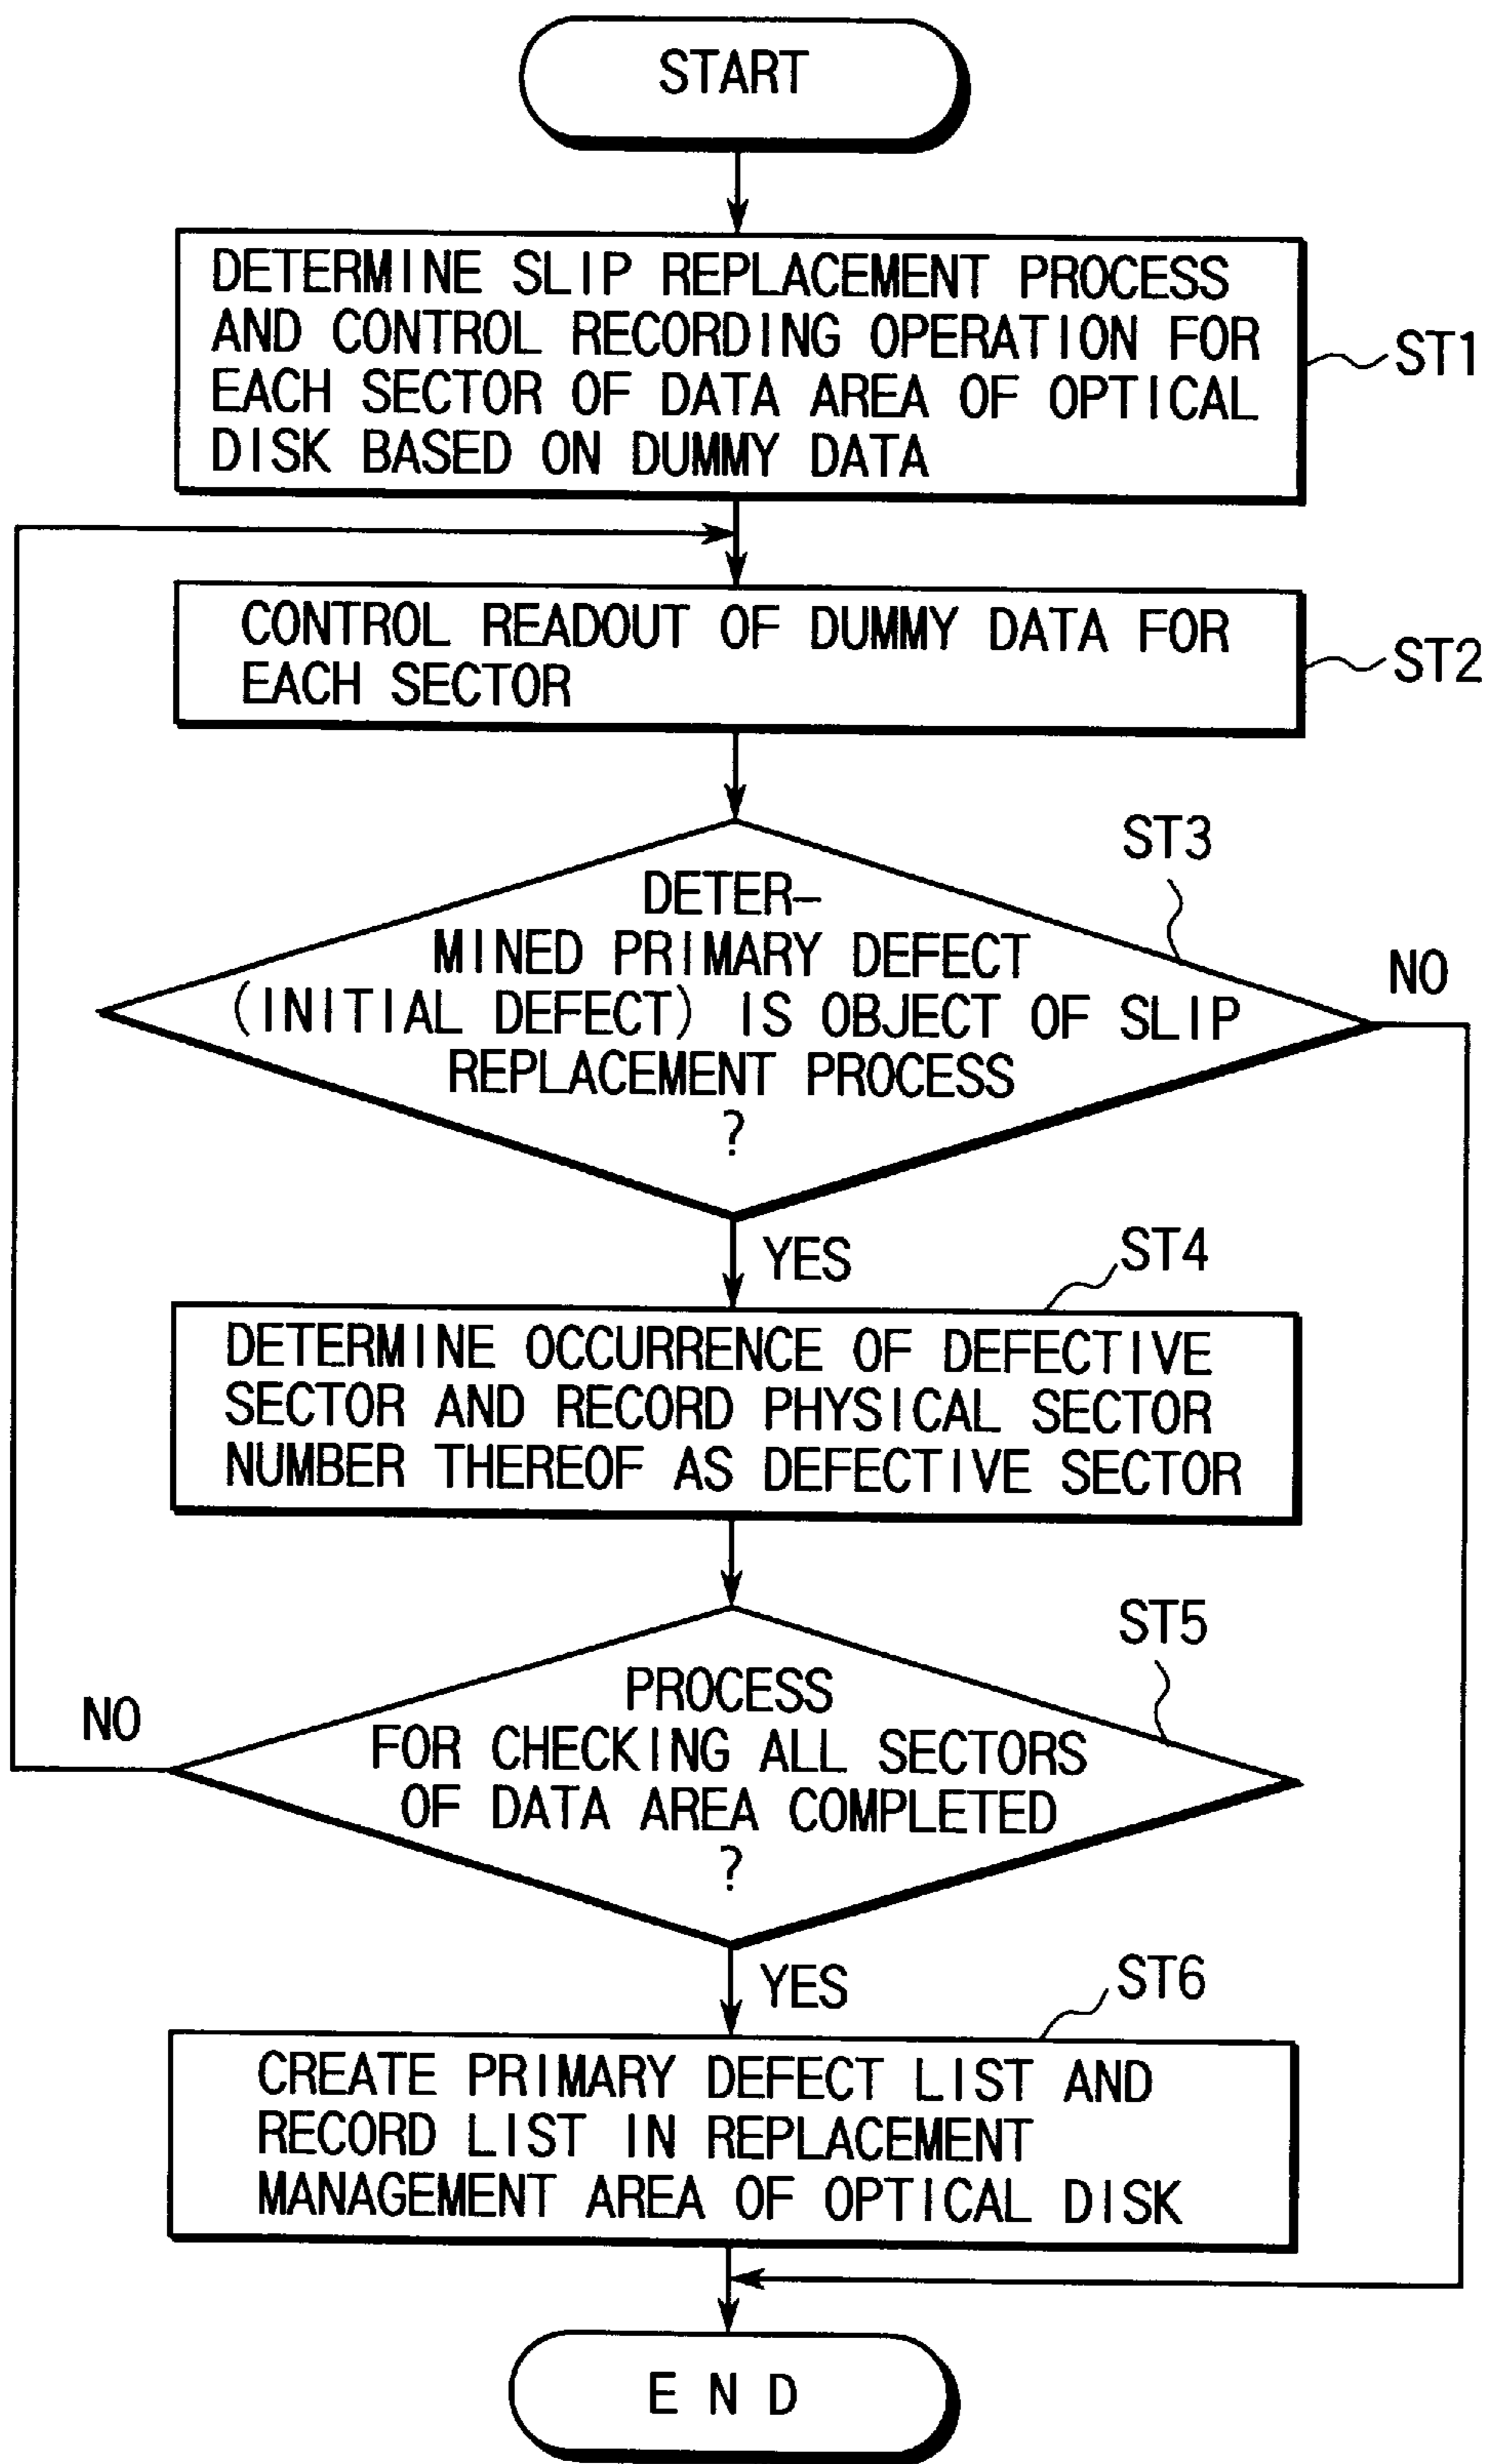 START
DETERMINE SLIP REPLACEMENT PROCESS
AND CONTROL RECORDING OPERATION FOR
EACH SECTOR OF DATA AREA OF OPTICAL
DISK BASED ON DUMMY DATA
ST1
CONTROL READOUT OF DUMMY DATA FOR
EACH SECTOR
ST2
ST3
DETER-
MINED PRIMARY DEFECT
(INITIAL DEFECT) IS OBJECT OF SLIP
REPLACEMENT PROCESS
?
NO
YES
ST4
DETERMINE OCCURRENCE OF DEFECTIVE
SECTOR AND RECORD PHYSICAL SECTOR
NUMBER THEREOF AS DEFECTIVE SECTOR
ST5
PROCESS
FOR CHECKING ALL SECTORS
OF DATA AREA COMPLETED
?
NO
YES
ST6
CREATE PRIMARY DEFECT LIST AND
RECORD LIST IN REPLACEMENT
MANAGEMENT AREA OF OPTICAL DISK
END